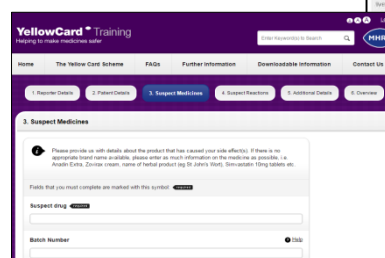 YellowCard Training
Helping to make medicines safer
Enter Keyword(s) to Search
MHR
Home The Yellow Card Scheme FAQs Further Information Downloadable Information Contact Us
1. Reporter Details 2. Patient Details 3. Suspect Medicines 4. Suspect Reactions 5. Additional Details 6. Overview
3. Suspect Medicines
Please provide us with details about the product that has caused your side effect(s). If there is no
appropriate brand name available, please enter as much information on the medicine as possible. i.e.
Anadin Extra, Zovirax cream, name of herbal product (eg St John's Wort), Simvastatin 10mg tablets etc.
Fields that you must complete are marked with this symbol
Suspect drug
Batch Number
Help